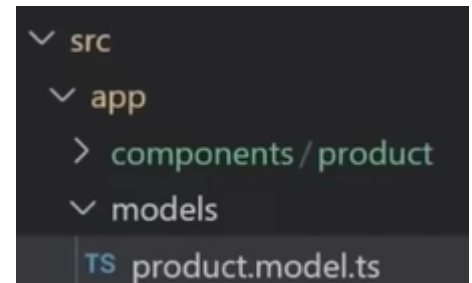 src
app
components/product
models
TS product.model.ts